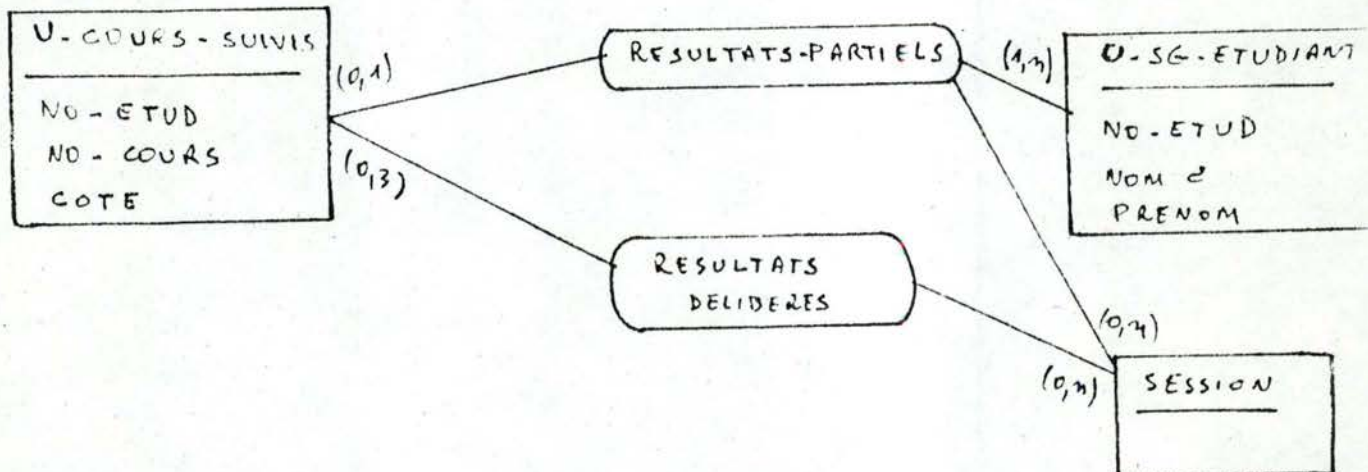 U-COURS-SUIVIS
NO-ETUD
NO-COURS
COTE
(0,1)
(0,3)
RESULTATS-PARTIELS
RESULTATS
DELIBERES
(1,n)
U-SG-ETUDIANT
NO-ETUD
NOM &
PRENOM
(0,n)
(0,n)
SESSION